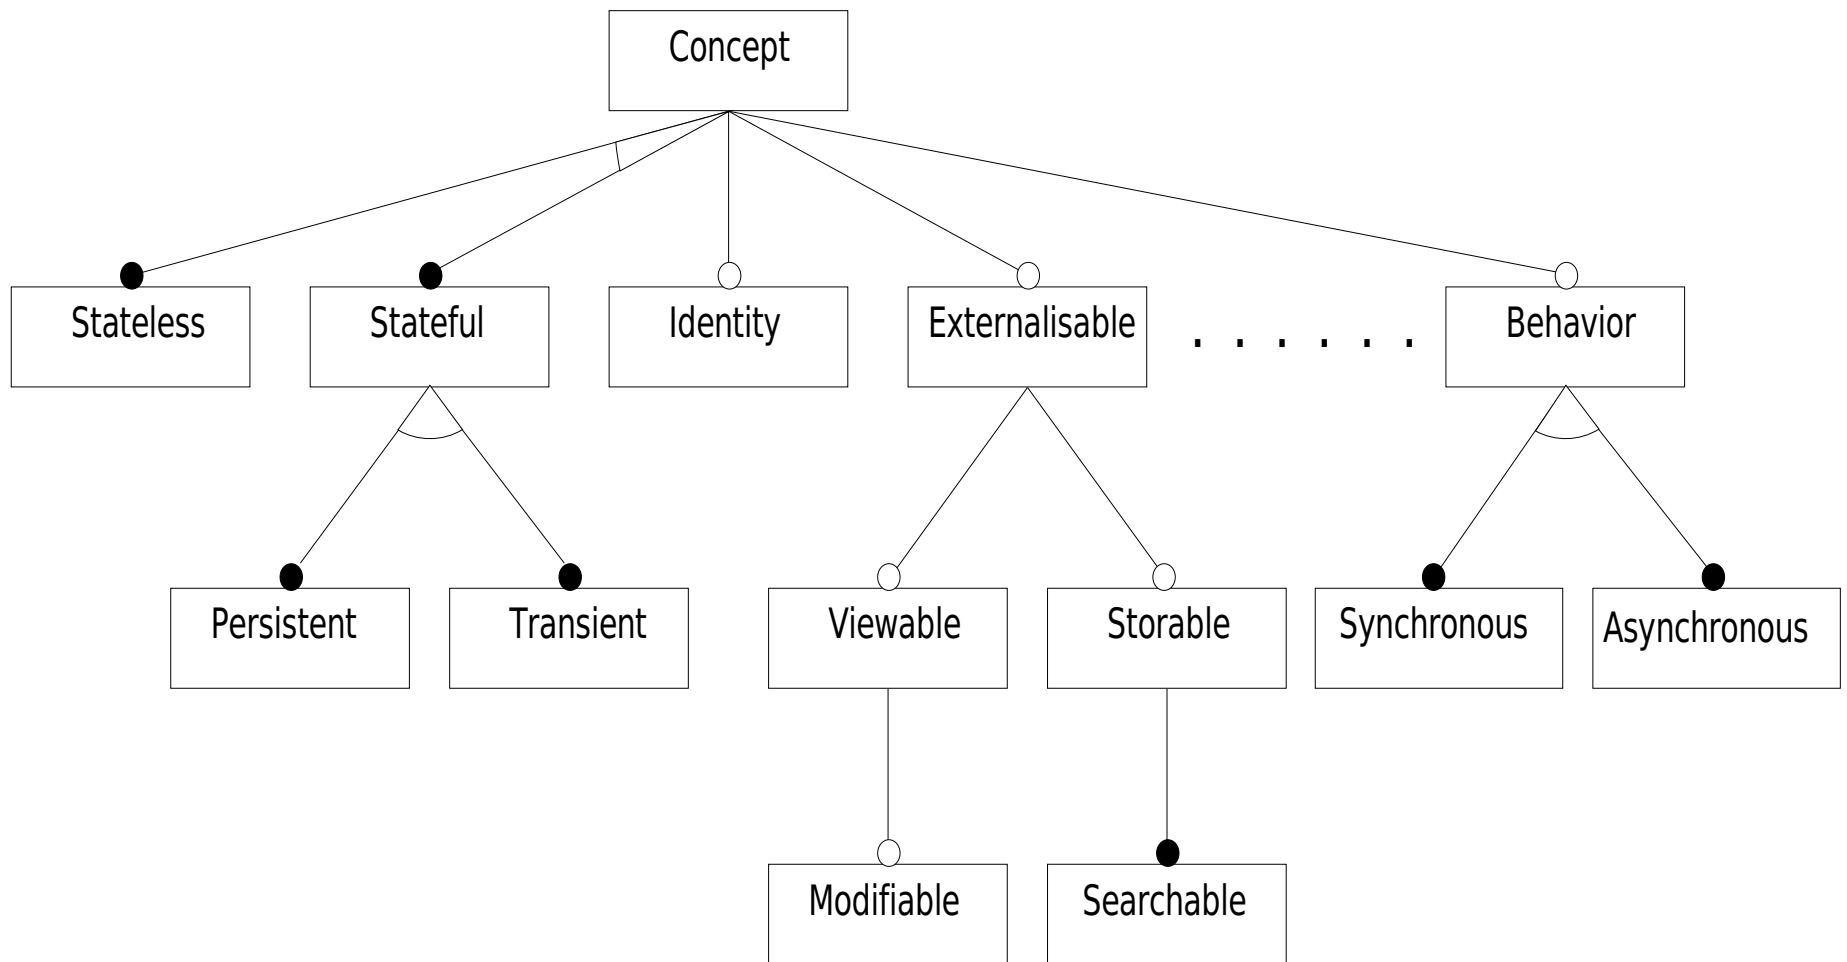 Concept
Stateless
Stateful
Identity
Externalisable
. . . . . .
Behavior
Persistent
Transient
Viewable
Storable
Synchronous
Asynchronous
Modifiable
Searchable